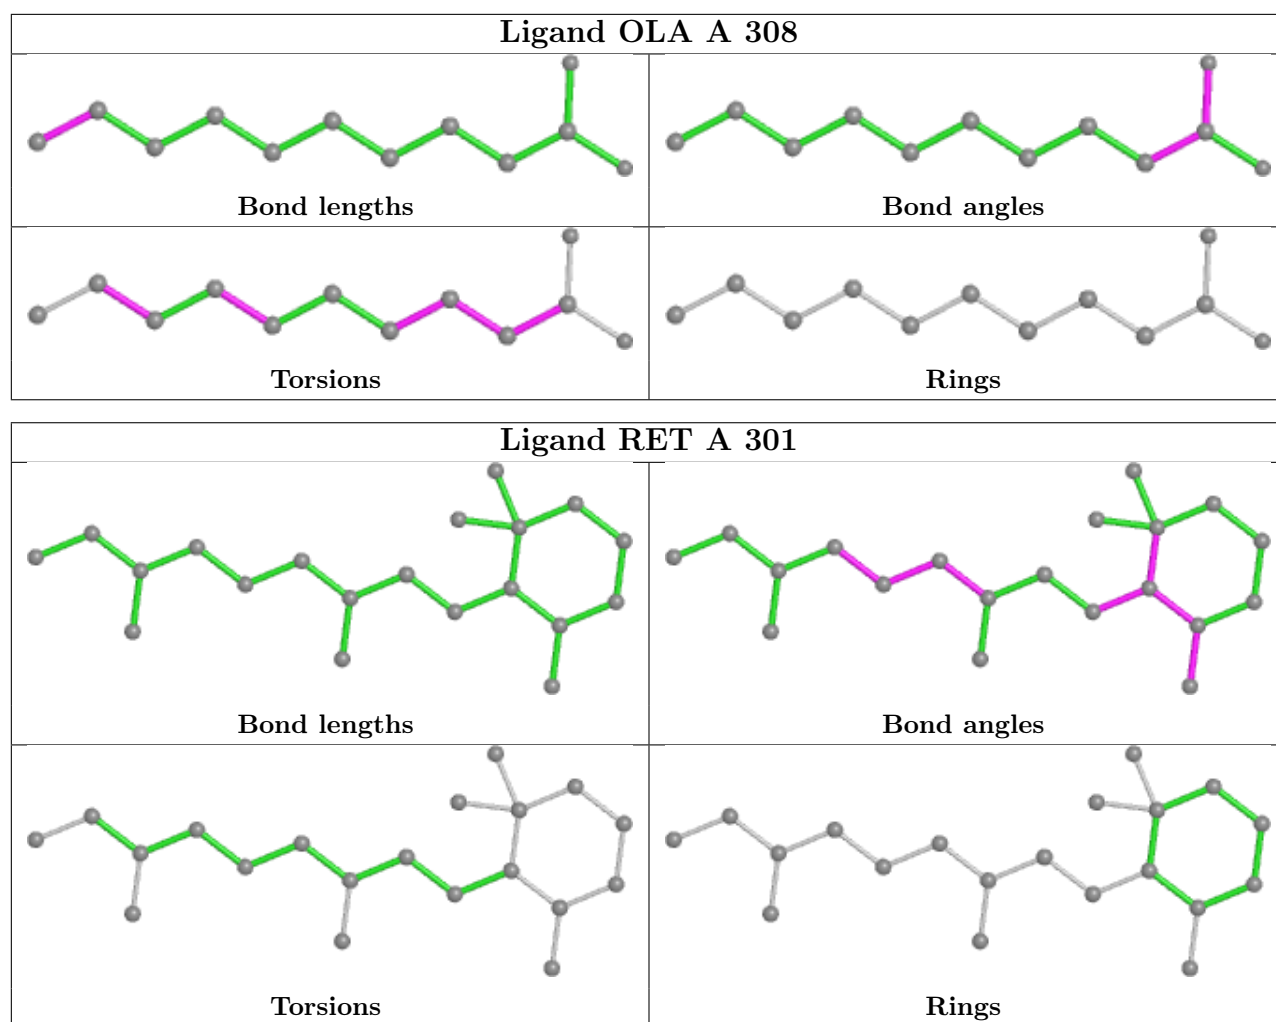 Ligand OLA A 308
Bond lengths
Bond angles
Torsions
Rings
Ligand RET A 301
Bond lengths
Bond angles
Torsions
Rings